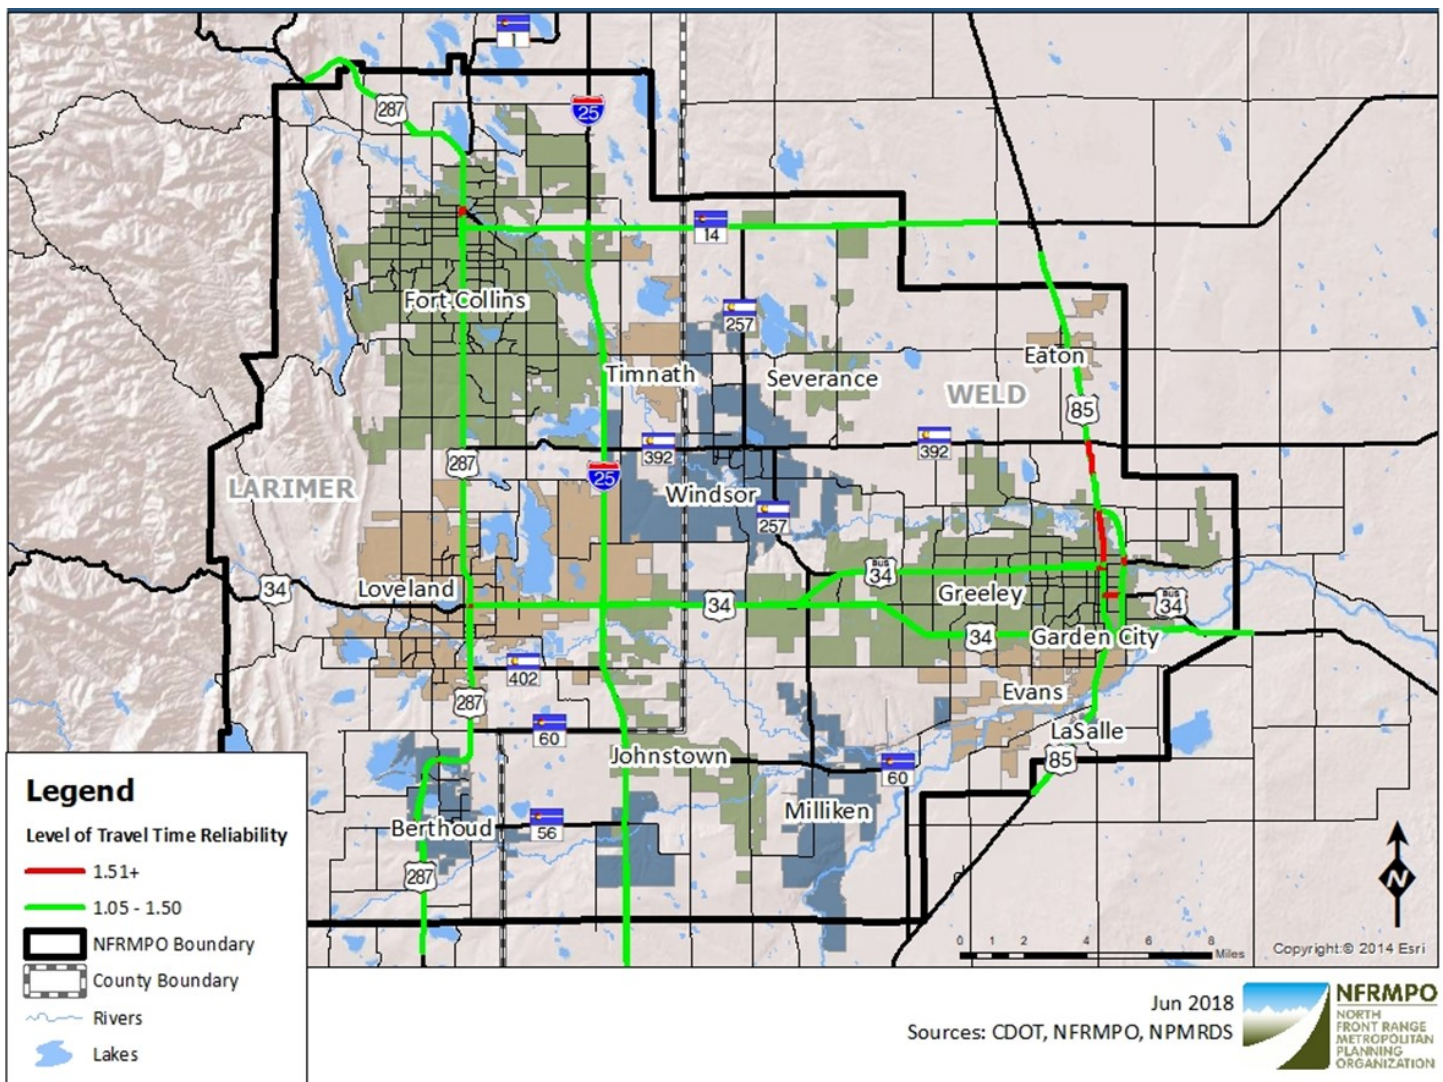 1
287
25
14
Fort Collins
257
Eaton
Timnath
Severance
WELD
85
392
392
287
25
LARIMER
Windsor
257
BUS
34
34
Loveland
34
Greeley
BUS
34
34
Garden City
402
Evans
287
60
LaSalle
Johnstown
85
60
Milliken
Berthoud
56
287
Legend
Level of Travel Time Reliability
1.51+
1.05 - 1.50
NFRMPO Boundary
County Boundary
Rivers
Lakes
N
0 1 2 4 6 8
Miles
Copyright:© 2014 Esri
Jun 2018
Sources: CDOT, NFRMPO, NPMRDS
NFRMPO
NORTH
FRONT RANGE
METROPOLITAN
PLANNING
ORGANIZATION